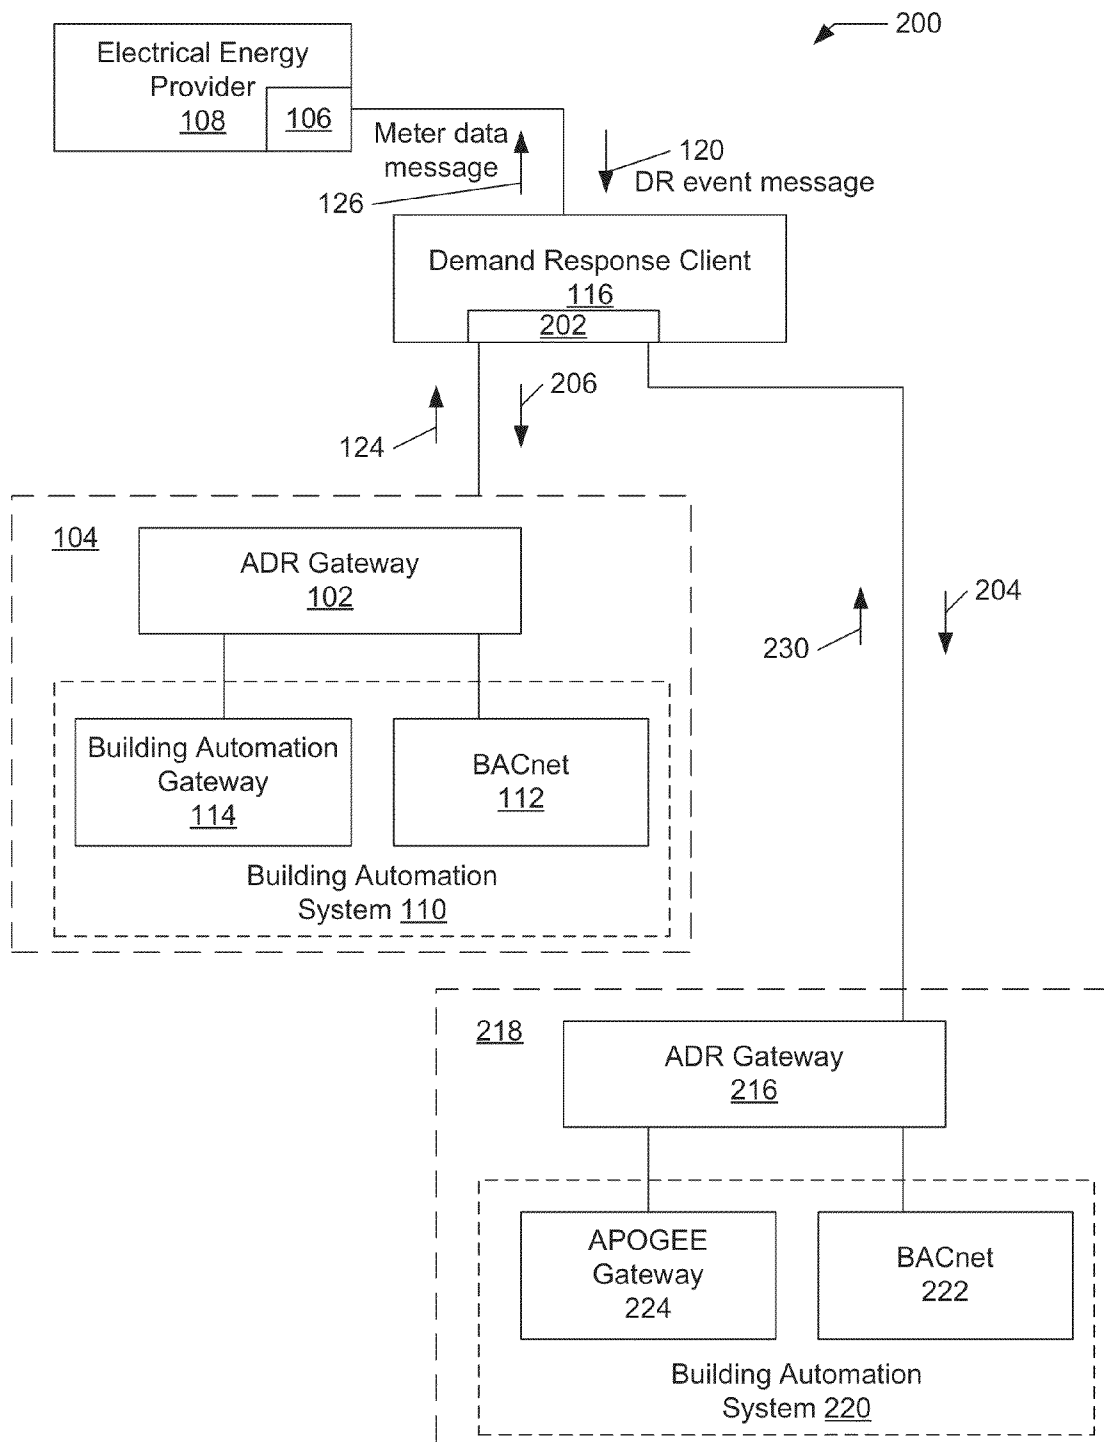 200
Electrical Energy
Provider
108
106
Meter data
message
126
120
DR event message
Demand Response Client
116
202
206
124
104
ADR Gateway
102
204
230
Building Automation
Gateway
114
BACnet
112
Building Automation
System 110
218
ADR Gateway
216
APOGEE
Gateway
224
BACnet
222
Building Automation
System 220